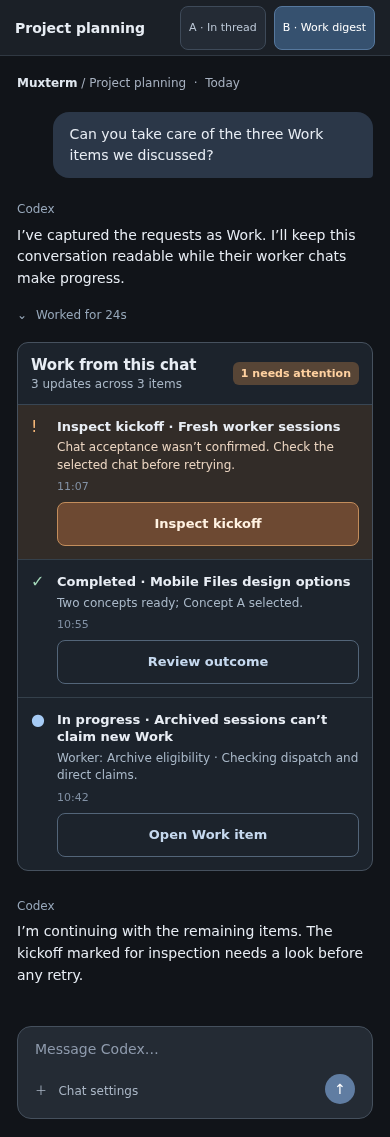 Project planning
A · In thread
B · Work digest
Muxterm / Project planning · Today
Can you take care of the three Work
items we discussed?
Codex
I’ve captured the requests as Work. I’ll keep this
conversation readable while their worker chats
make progress.
⌄ Worked for 24s
Work from this chat
3 updates across 3 items
1 needs attention
! Inspect kickoff · Fresh worker sessions
Chat acceptance wasn’t confirmed. Check the
selected chat before retrying.
11:07
Inspect kickoff
✓ Completed · Mobile Files design options
Two concepts ready; Concept A selected.
10:55
Review outcome
● In progress · Archived sessions can’t
claim new Work
Worker: Archive eligibility · Checking dispatch and
direct claims.
10:42
Open Work item
Codex
I’m continuing with the remaining items. The
kickoff marked for inspection needs a look before
any retry.
Message Codex…
+ Chat settings
↑